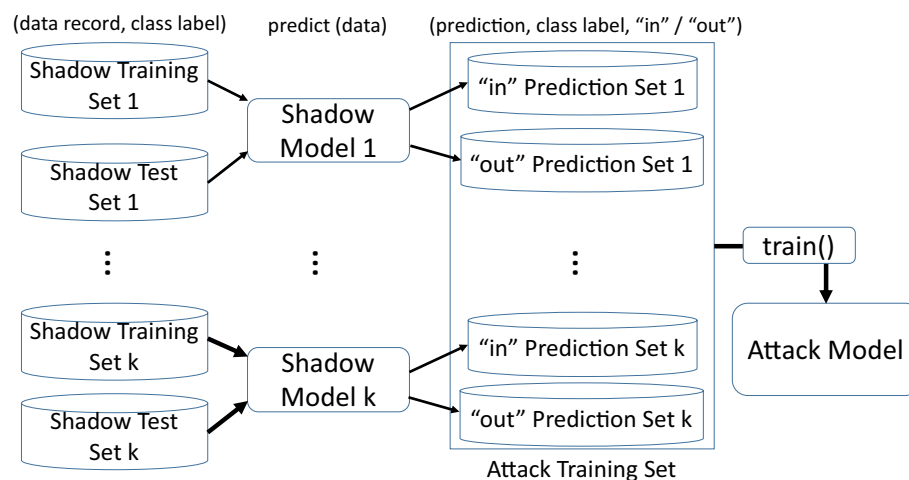 (data record, class label)
predict (data)
(prediction, class label, “in” / “out”)
Shadow Training
Set 1
Shadow Model 1
“in” Prediction Set 1
Shadow Test
Set 1
“out” Prediction Set 1
train()
Shadow Training
Set k
Shadow
Model k
“in” Prediction Set k
Attack Model
Shadow Test
Set k
“out” Prediction Set k
Attack Training Set